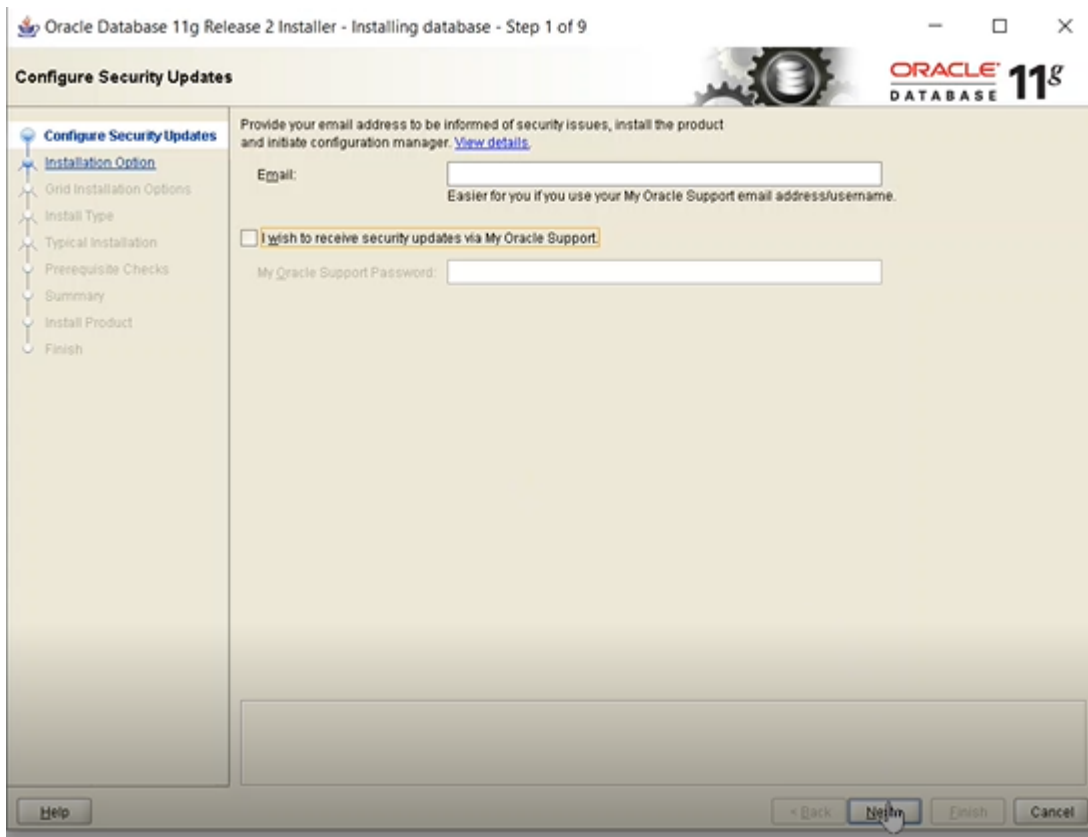 Oracle Database 11g Release 2 Installer - Installing database - Step 1 of 9
Configure Security Updates
ORACLE
DATABASE
11g
Configure Security Updates
Installation Option
Grid Installation Options
Install Type
Typical Installation
Prerequisite Checks
Summary
Install Product
Finish
Provide your email address to be informed of security issues, install the product
and initiate configuration manager. View details.
Email:
Easier for you if you use your My Oracle Support email address/username.
I wish to receive security updates via My Oracle Support.
My Oracle Support Password:
Help
< Back
Finish
Cancel